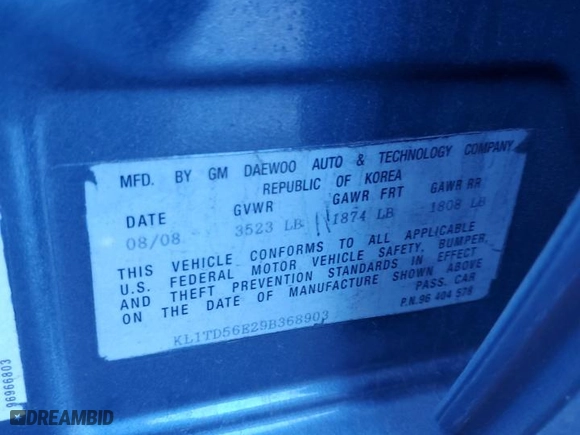 MFD. BY GM DAEWOO AUTO & TECHNOLOGY COMPANY
REPUBLIC OF KOREA
DATE GVWR GAWR FRT GAWR RR
08/08 3523 LB 1874 LB 1808 LB
THIS VEHICLE CONFORMS TO ALL APPLICABLE
U.S. FEDERAL MOTOR VEHICLE SAFETY, BUMPER,
AND THEFT PREVENTION STANDARDS IN EFFECT
ON THE DATE OF MANUFACTURE SHOWN ABOVE
PASS. CAR
P.N. 96 404 578
KL1TD56E29B368903
96966803
DREAMBID